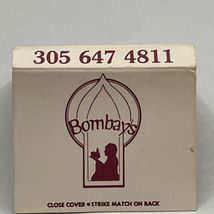 305 647 4811
Bombay's
CLOSE COVER • STRIKE MATCH ON BACK